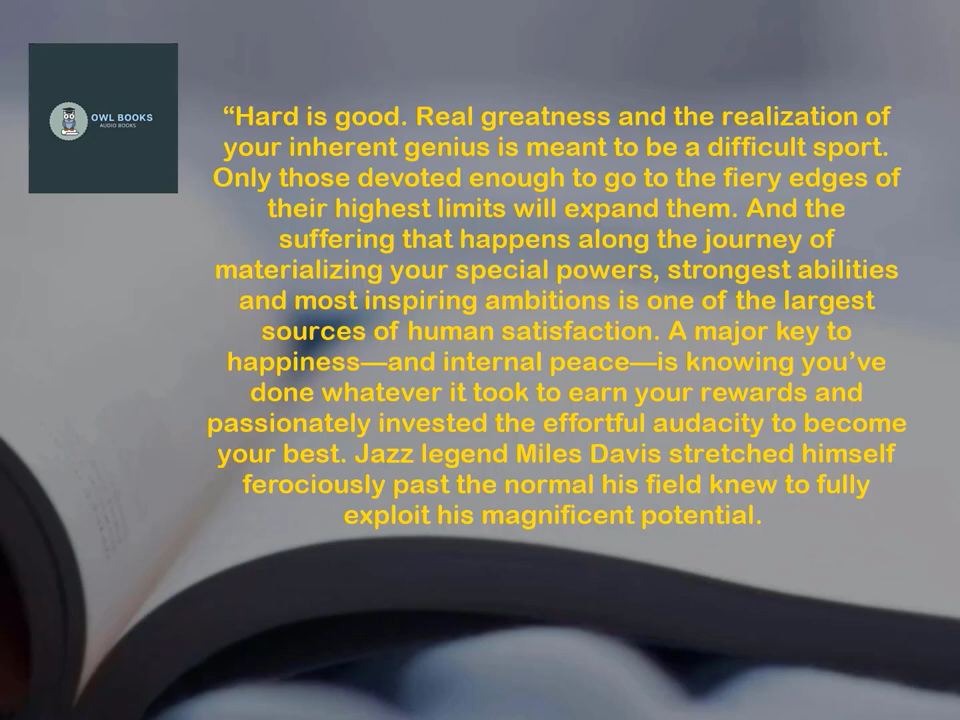 OWL BOOKS
AUDIO BOOKS
“Hard is good. Real greatness and the realization of
your inherent genius is meant to be a difficult sport.
Only those devoted enough to go to the fiery edges of
their highest limits will expand them. And the
suffering that happens along the journey of
materializing your special powers, strongest abilities
and most inspiring ambitions is one of the largest
sources of human satisfaction. A major key to
happiness—and internal peace—is knowing you’ve
done whatever it took to earn your rewards and
passionately invested the effortful audacity to become
your best. Jazz legend Miles Davis stretched himself
ferociously past the normal his field knew to fully
exploit his magnificent potential.